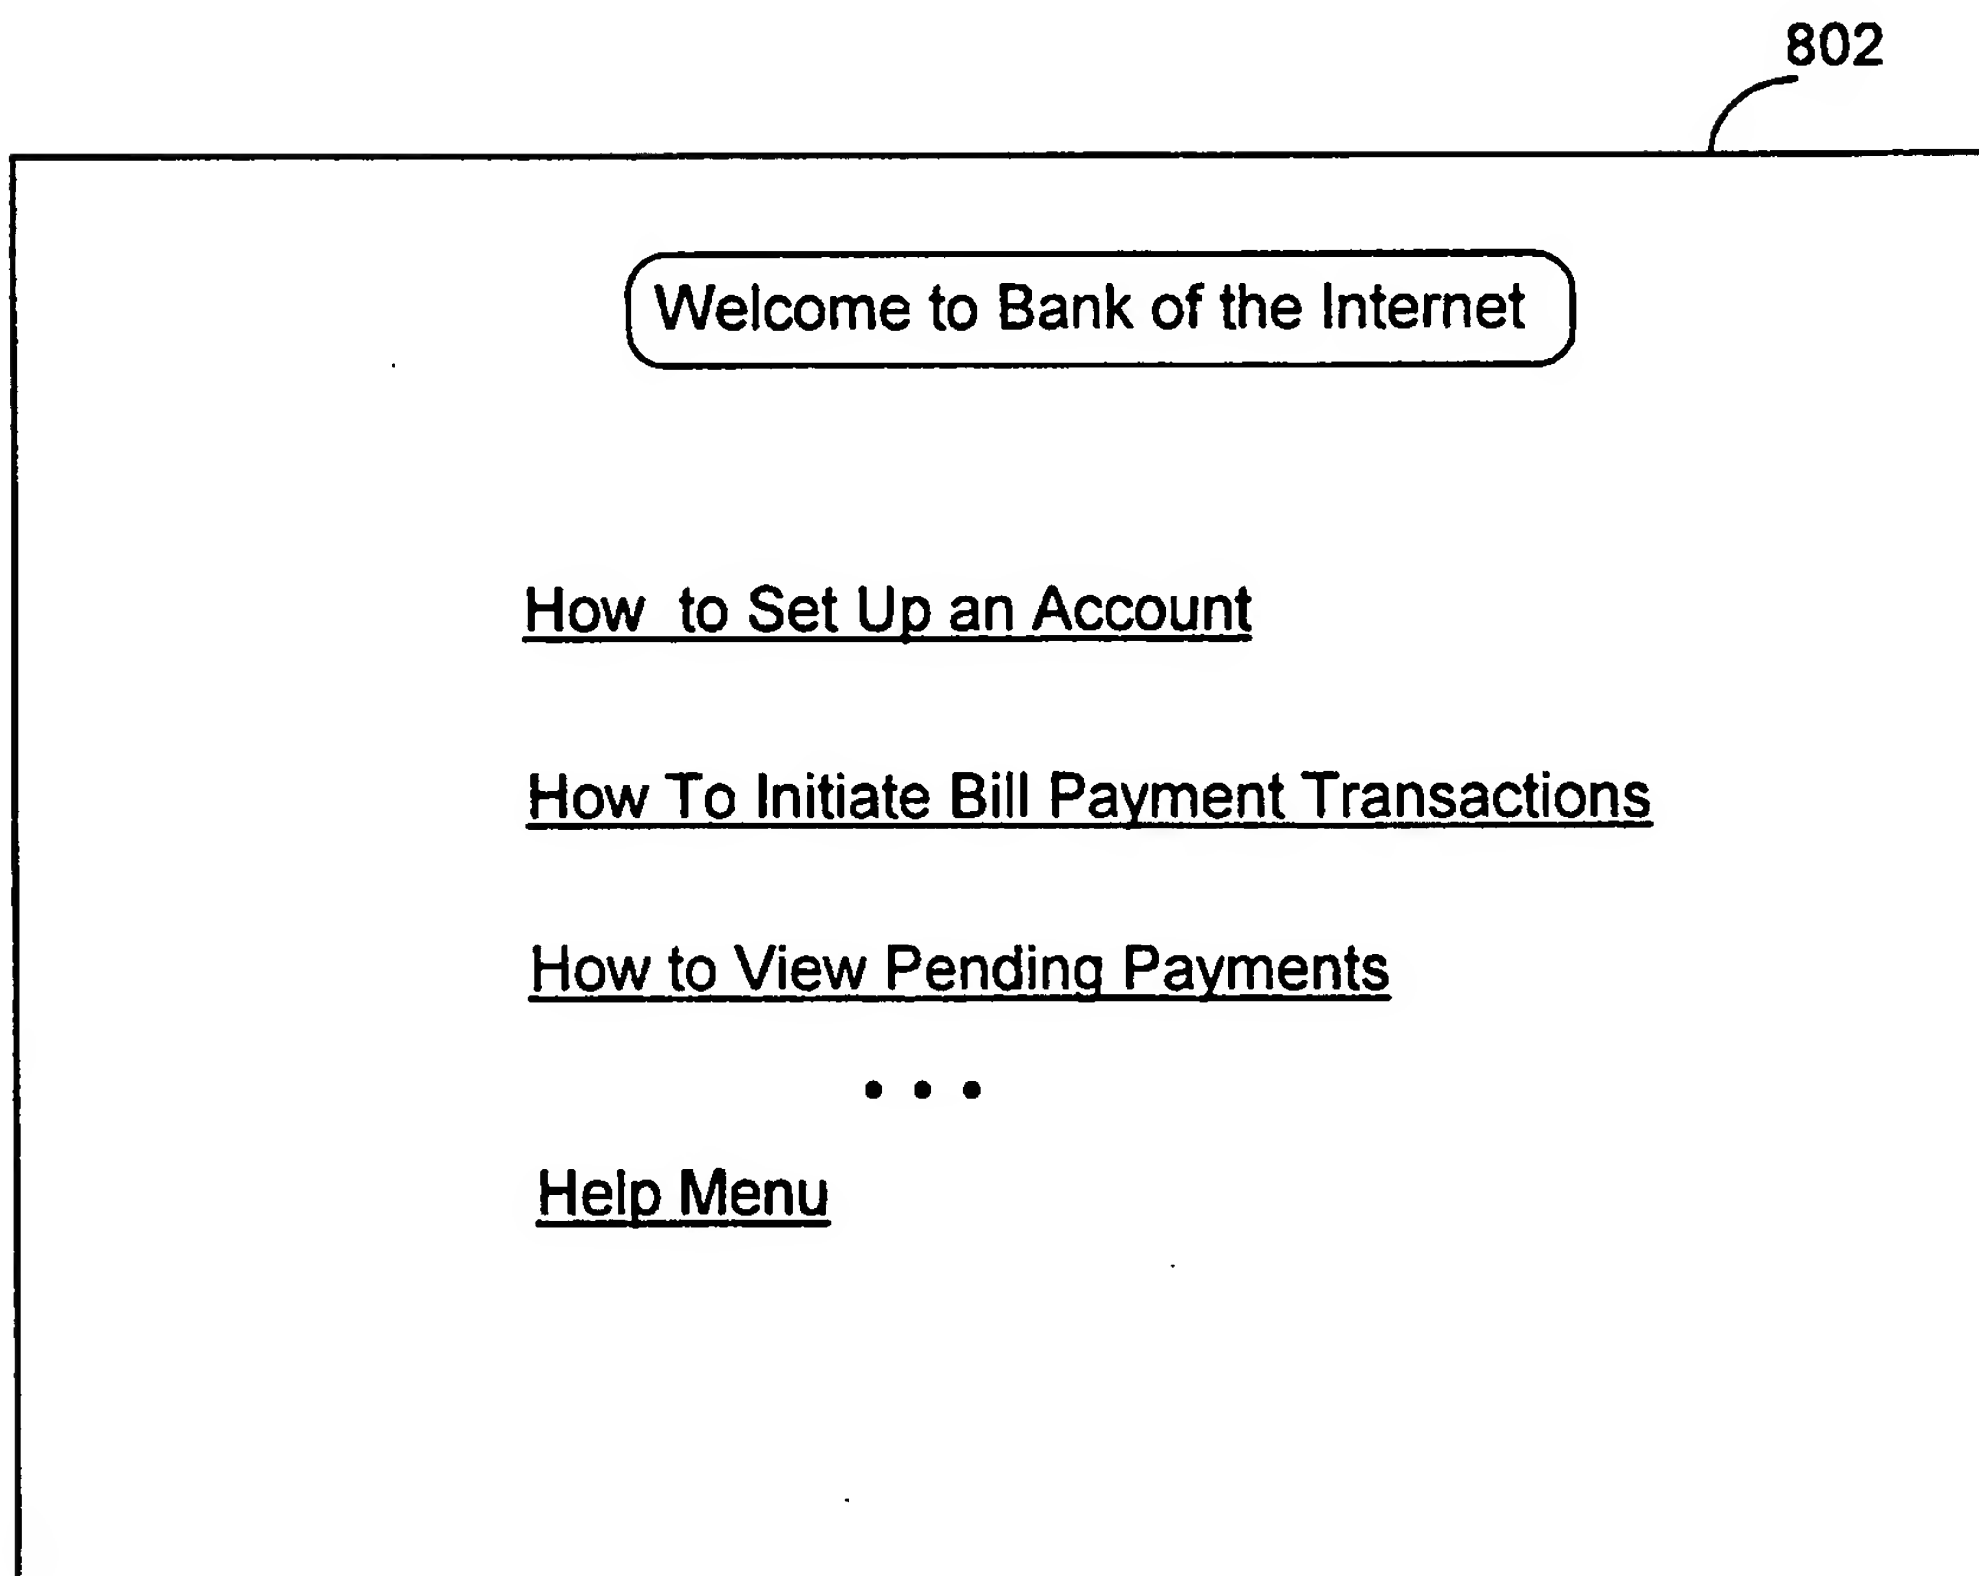 802
Welcome to Bank of the Internet
How to Set Up an Account
How To Initiate Bill Payment Transactions
How to View Pending Payments
• • •
Help Menu